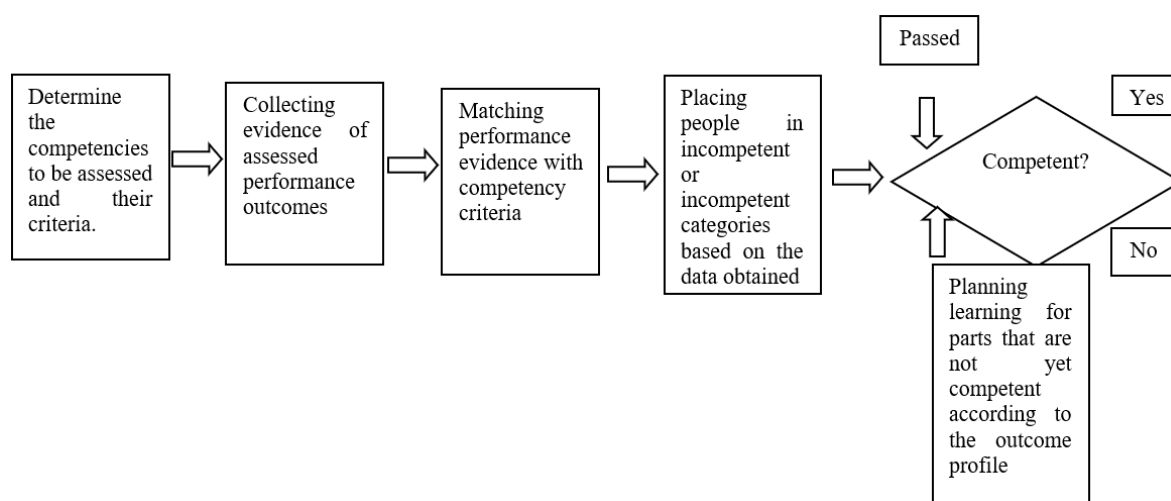 Determine
the
competencies
to be assessed
and their
criteria.
Collecting
evidence of
assessed
performance
outcomes
Matching
performance
evidence with
competency
criteria
Placing
people in
incompetent
or
incompetent
categories
based on the
data obtained
Passed
Competent?
Yes
No
Planning
learning for
parts that are
not yet
competent
according to
the outcome
profile